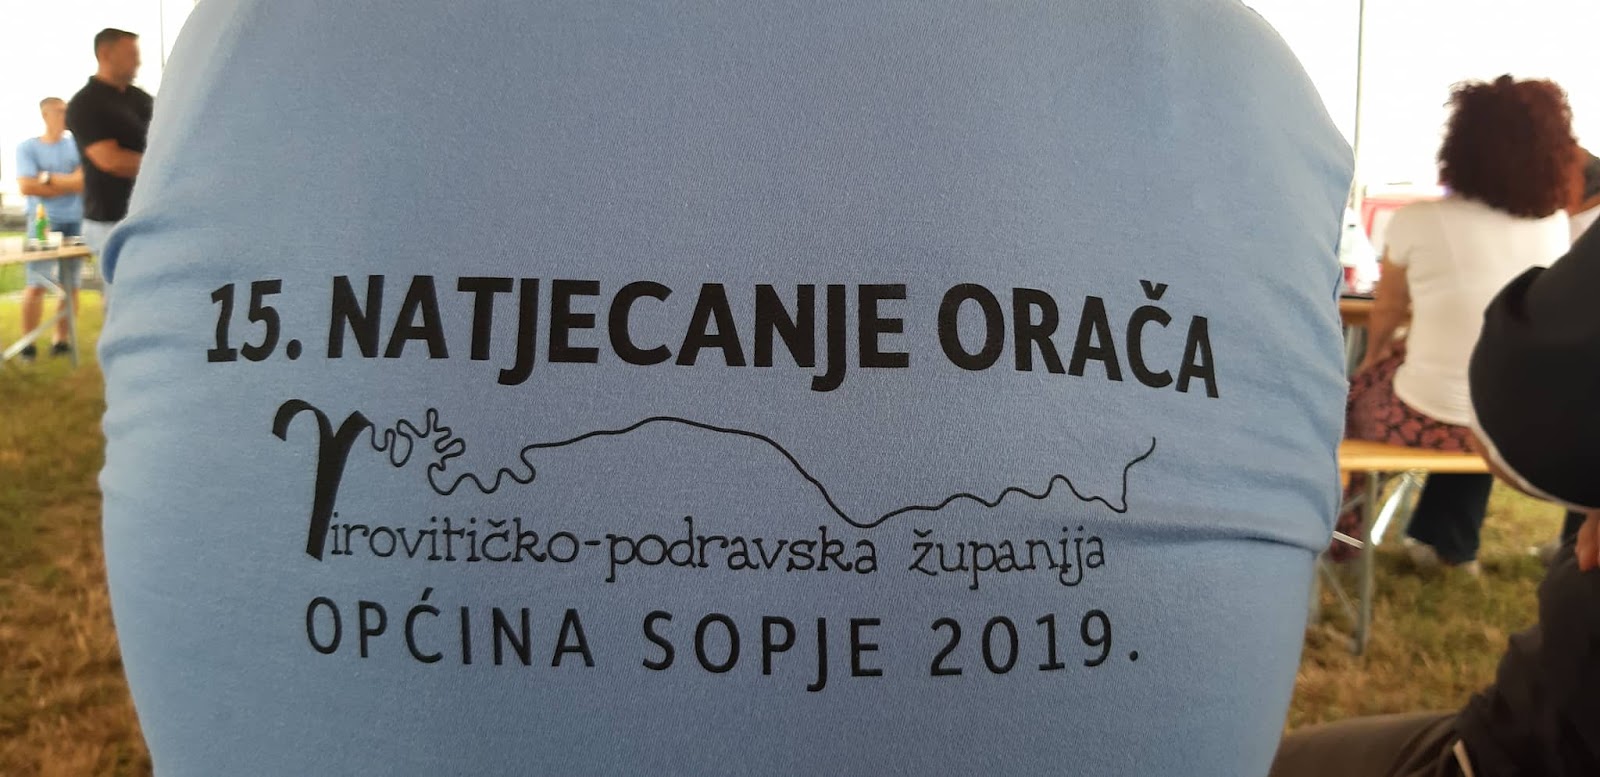 15. NATJECANJE ORAČA
Virovitičko-podravska županija
OPĆINA SOPJE 2019.